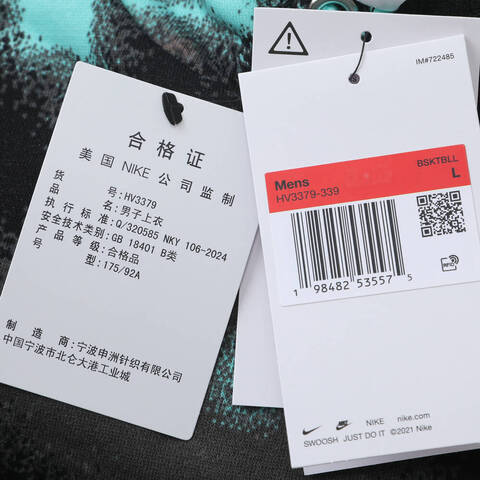 合格证
美国 NIKE 公司监制
货号:HV3379
品名:男子上衣
执行标准:Q/320585 NKY 106-2024
安全技术类别:GB 18401 B类
产品等级:合格品
号型:175/92A
制造商:宁波申洲针织有限公司
中国宁波市北仑大港工业城
IM#722485
BSKTBLL
Mens L
HV3379-339
1 98482 53557 5
RFID
NIKE nike.com
SWOOSH JUST DO IT ©2021 Nike